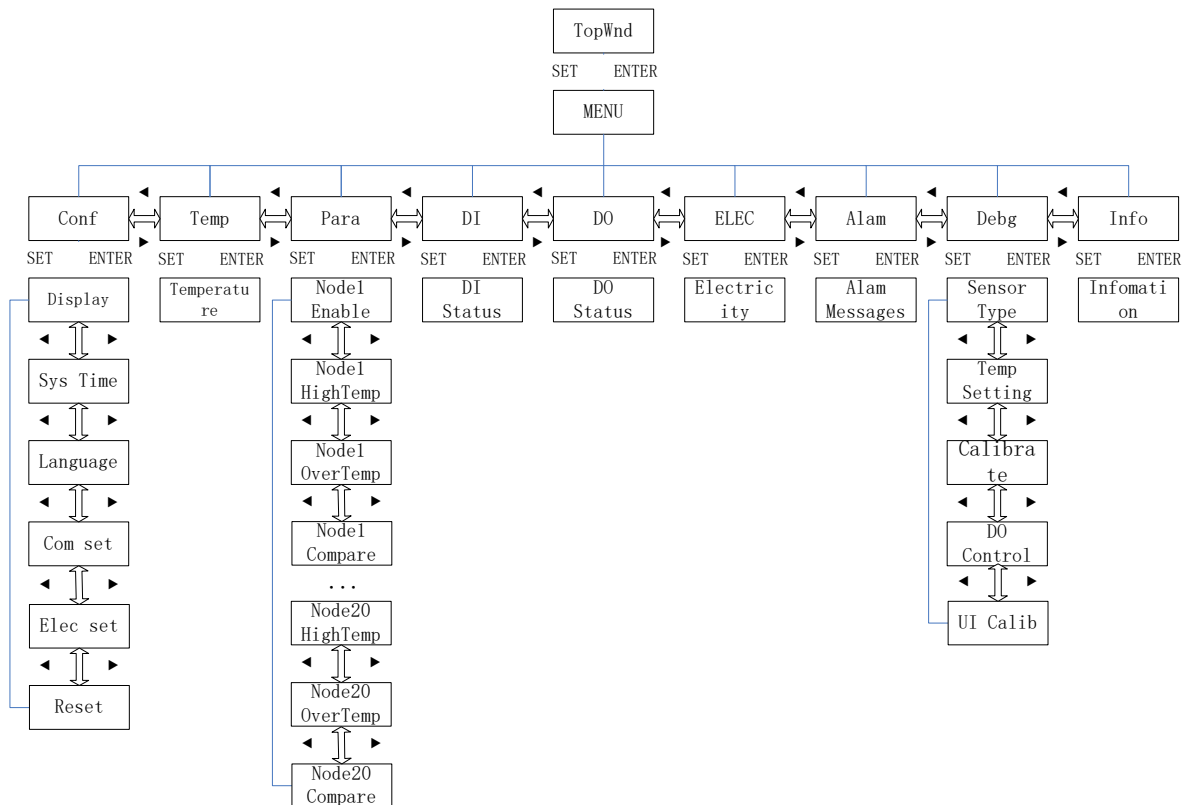 TopWnd
SET ENTER
MENU
Conf Temp Para DI DO ELEC Alam Debg Info
SET ENTER SET ENTER SET ENTER SET ENTER SET ENTER SET ENTER SET ENTER SET ENTER SET ENTER
Display
Sys Time
Language
Com set
Elec set
Reset
Temperatu
re
Node1
Enable
Node1
HighTemp
Node1
OverTemp
Node1
Compare
...
Node20
HighTemp
Node20
OverTemp
Node20
Compare
DI
Status
DO
Status
Electric
ity
Alam
Messages
Sensor
Type
Temp
Setting
Calibra
te
DO
Control
UI Calib
Infomati
on